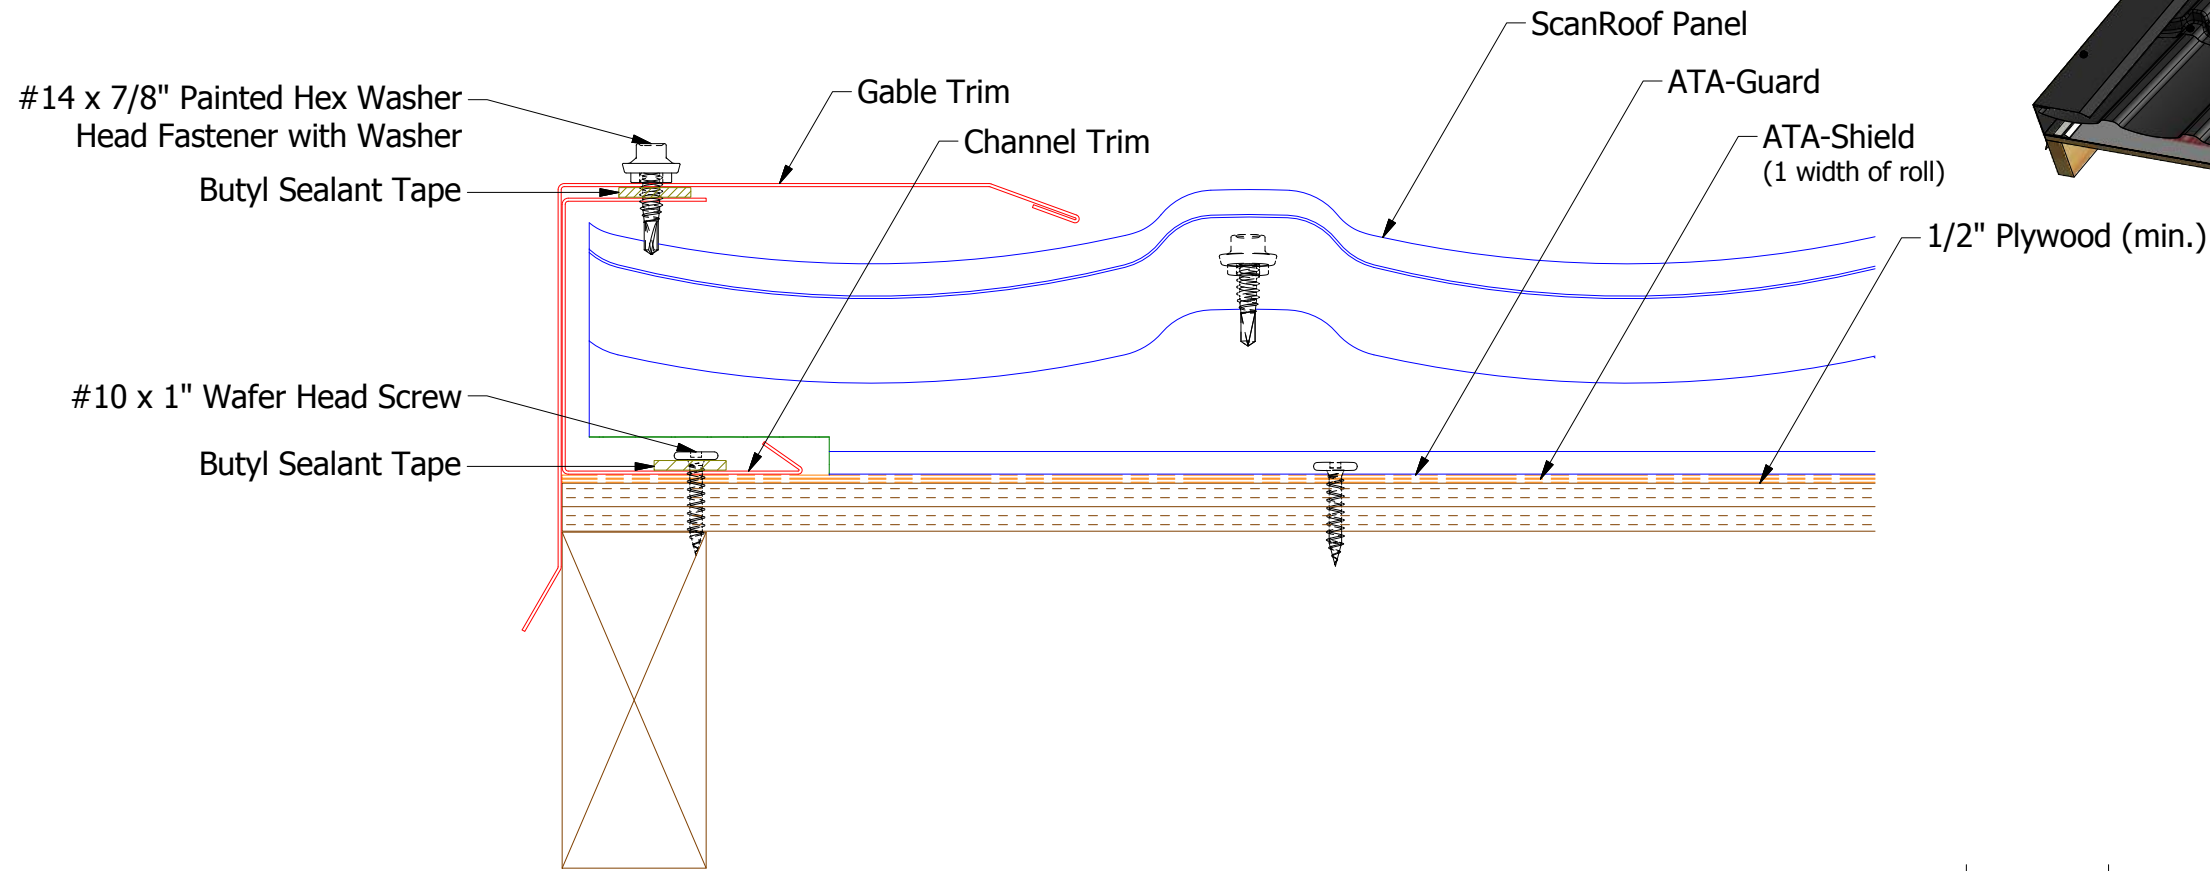 ScanRoof Panel
#14 x 7/8" Painted Hex Washer
Head Fastener with Washer
Gable Trim
ATA-Guard
Channel Trim
ATA-Shield
(1 width of roll)
Butyl Sealant Tape
1/2" Plywood (min.)
#10 x 1" Wafer Head Screw
Butyl Sealant Tape